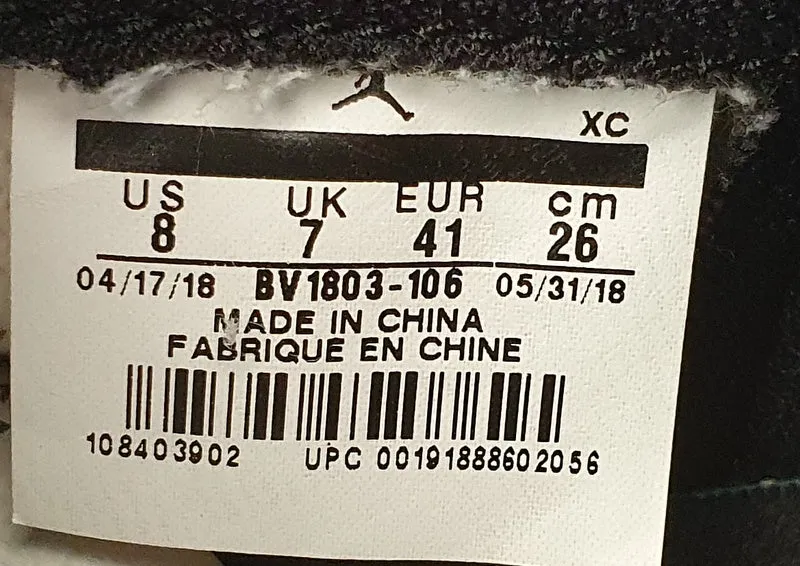 XC
US UK EUR cm
8 7 41 26
04/17/18 BV1803-106 05/31/18
MADE IN CHINA
FABRIQUE EN CHINE
108403902 UPC 00191888602056